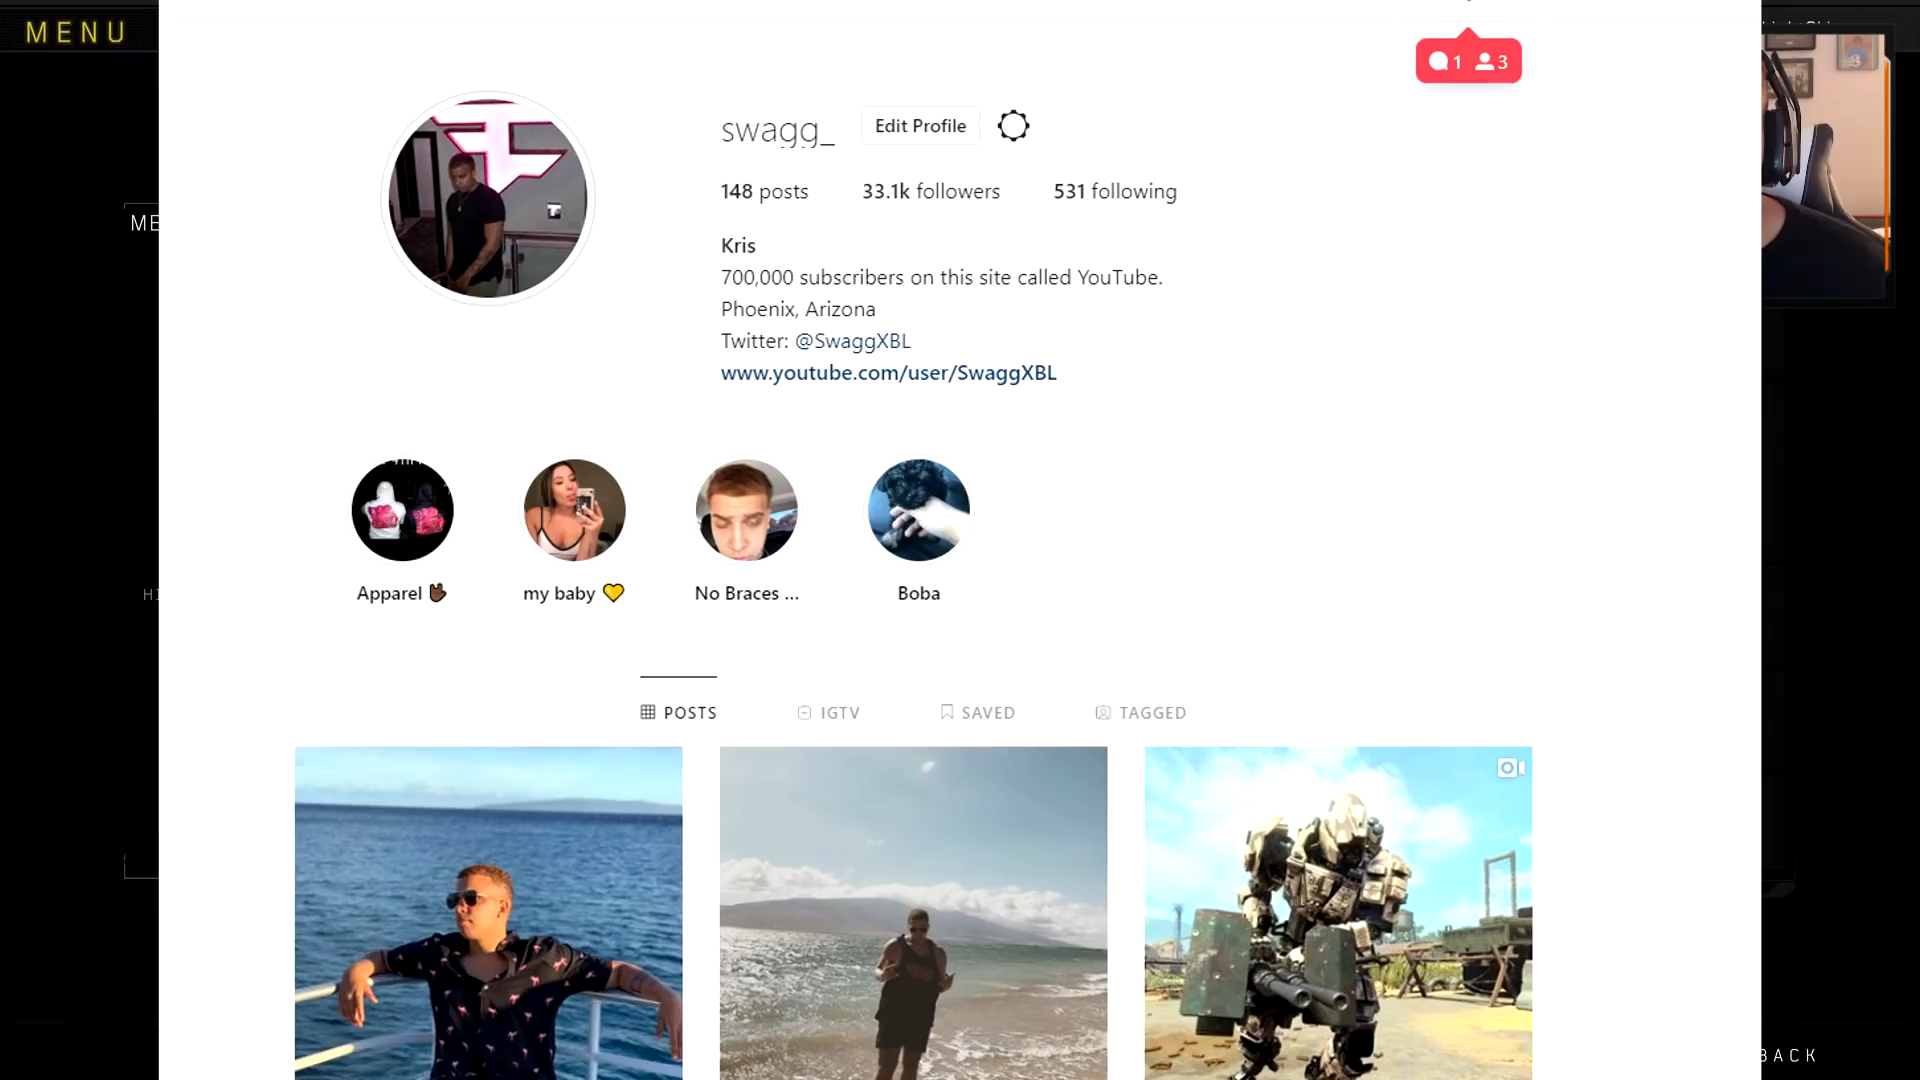 MENU
1 3
swagg_ Edit Profile
148 posts 33.1k followers 531 following
ME
Kris
700,000 subscribers on this site called YouTube.
Phoenix, Arizona
Twitter: @SwaggXBL
www.youtube.com/user/SwaggXBL
HI
Apparel 🖖🏿 my baby 💛 No Braces ... Boba
POSTS IGTV SAVED TAGGED
BACK